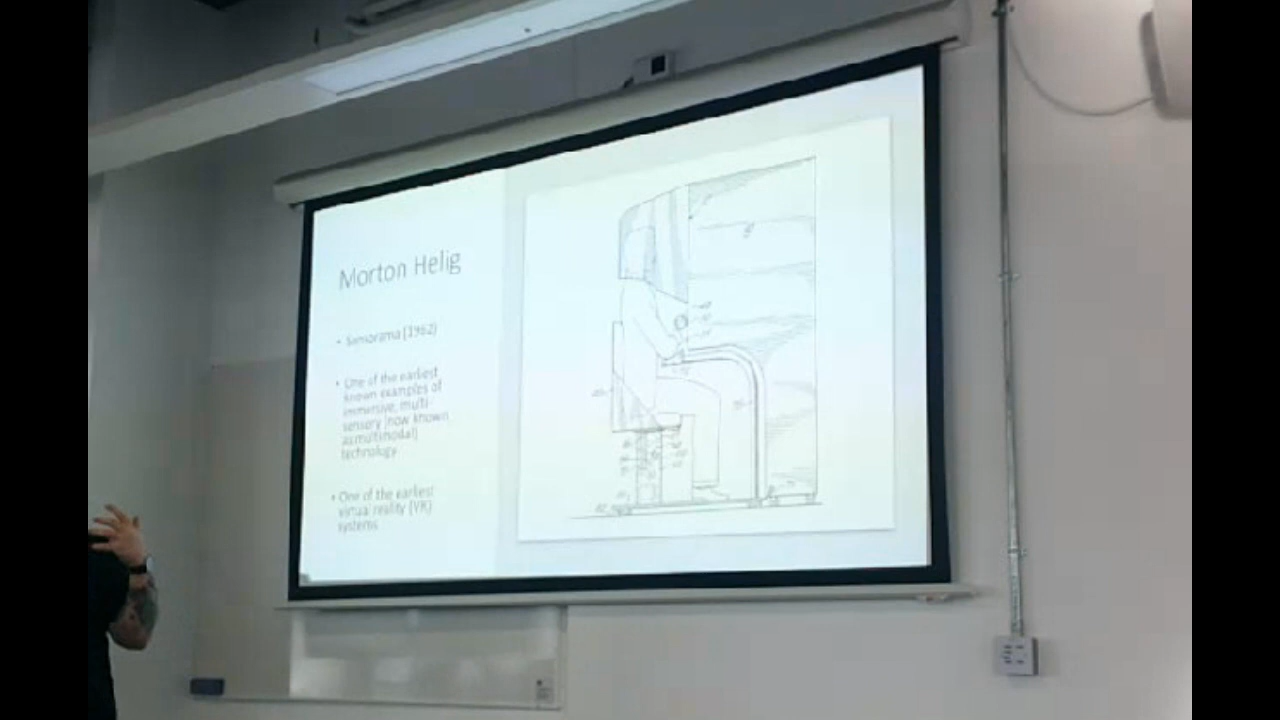 Morton Helig
• Sensorama (1962)
• One of the earliest
known examples of
immersive, multi
sensory (now known
as multimodal)
technology
• One of the earliest
virtual reality (VR)
systems